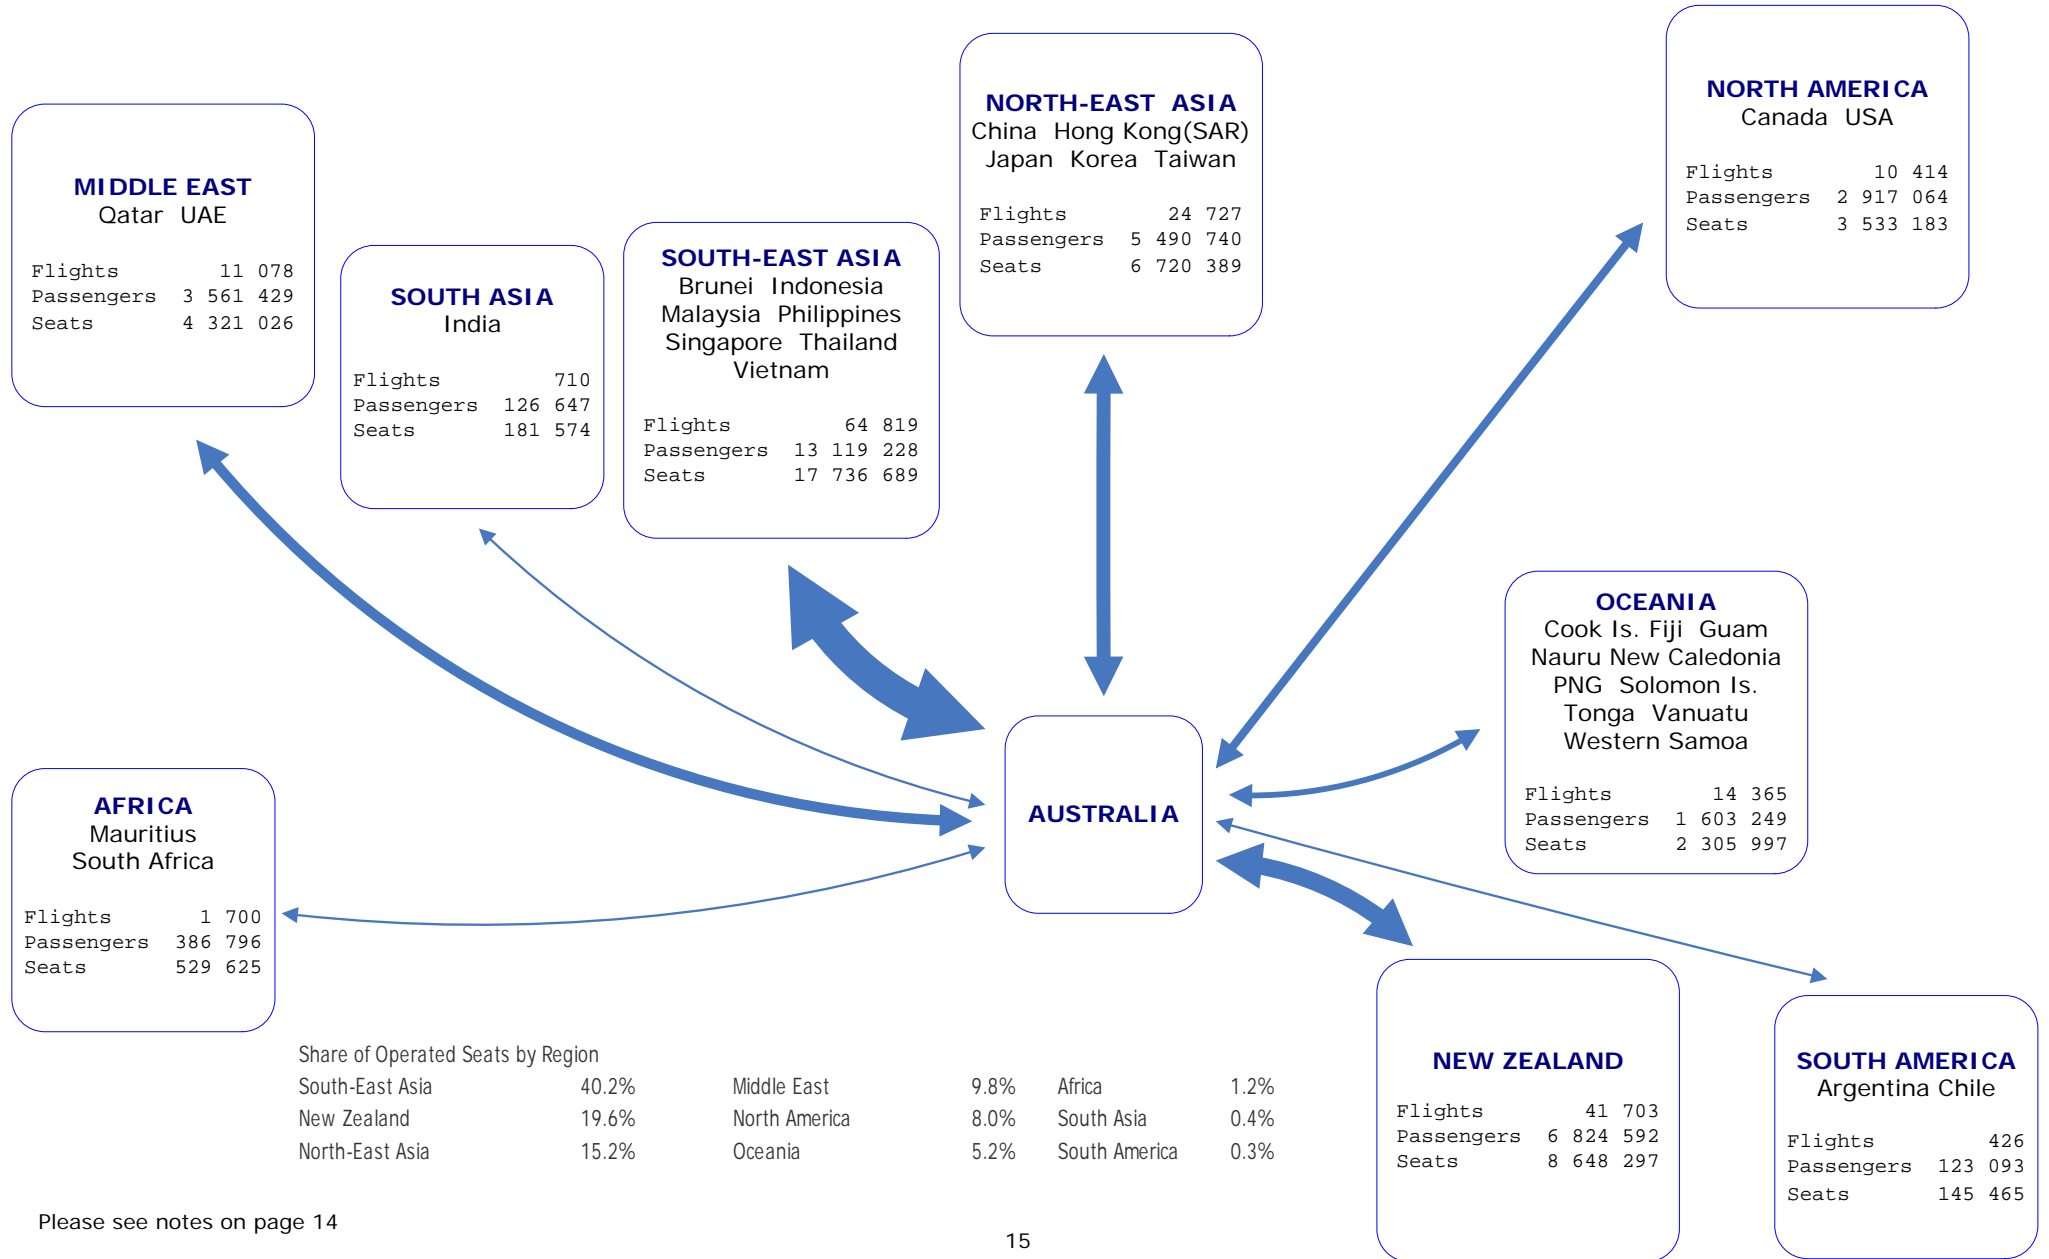 NORTH-EAST ASIA
China Hong Kong(SAR)
Japan Korea Taiwan
Flights 24 727
Passengers 5 490 740
Seats 6 720 389
NORTH AMERICA
Canada USA
Flights 10 414
Passengers 2 917 064
Seats 3 533 183
MIDDLE EAST
Qatar UAE
Flights 11 078
Passengers 3 561 429
Seats 4 321 026
SOUTH ASIA
India
Flights 710
Passengers 126 647
Seats 181 574
SOUTH-EAST ASIA
Brunei Indonesia
Malaysia Philippines
Singapore Thailand
Vietnam
Flights 64 819
Passengers 13 119 228
Seats 17 736 689
OCEANIA
Cook Is. Fiji Guam
Nauru New Caledonia
PNG Solomon Is.
Tonga Vanuatu
Western Samoa
Flights 14 365
Passengers 1 603 249
Seats 2 305 997
AUSTRALIA
AFRICA
Mauritius
South Africa
Flights 1 700
Passengers 386 796
Seats 529 625
NEW ZEALAND
Flights 41 703
Passengers 6 824 592
Seats 8 648 297
SOUTH AMERICA
Argentina Chile
Flights 426
Passengers 123 093
Seats 145 465
Share of Operated Seats by Region
South-East Asia 40.2% Middle East 9.8% Africa 1.2%
New Zealand 19.6% North America 8.0% South Asia 0.4%
North-East Asia 15.2% Oceania 5.2% South America 0.3%
Please see notes on page 14
15